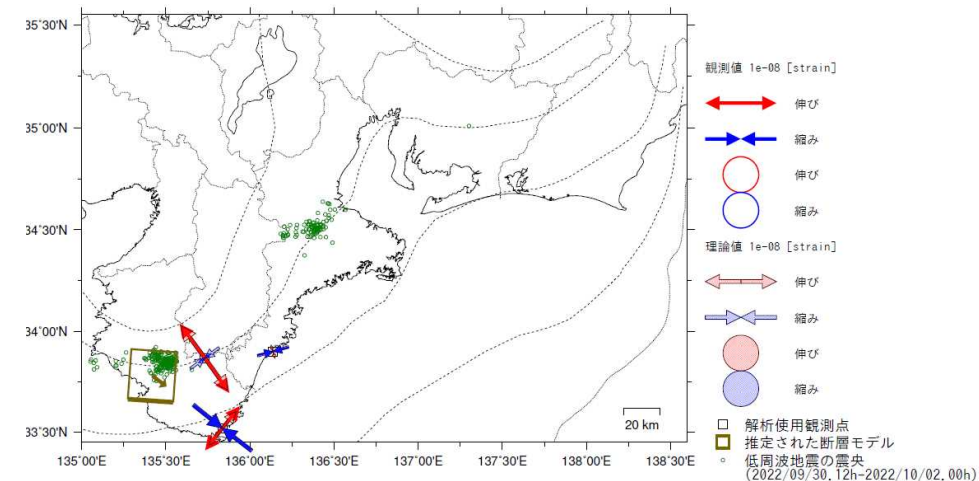 35°30'N
35°00'N
34°30'N
34°00'N
33°30'N
135°00'E
135°30'E
136°00'E
136°30'E
137°00'E
137°30'E
138°00'E
138°30'E
20 km
観測値 1e-08 [strain]
伸び
縮み
伸び
縮み
理論値 1e-08 [strain]
伸び
縮み
伸び
縮み
解析使用観測点
推定された断層モデル
低周波地震の震央
(2022/09/30.12h-2022/10/02.00h)